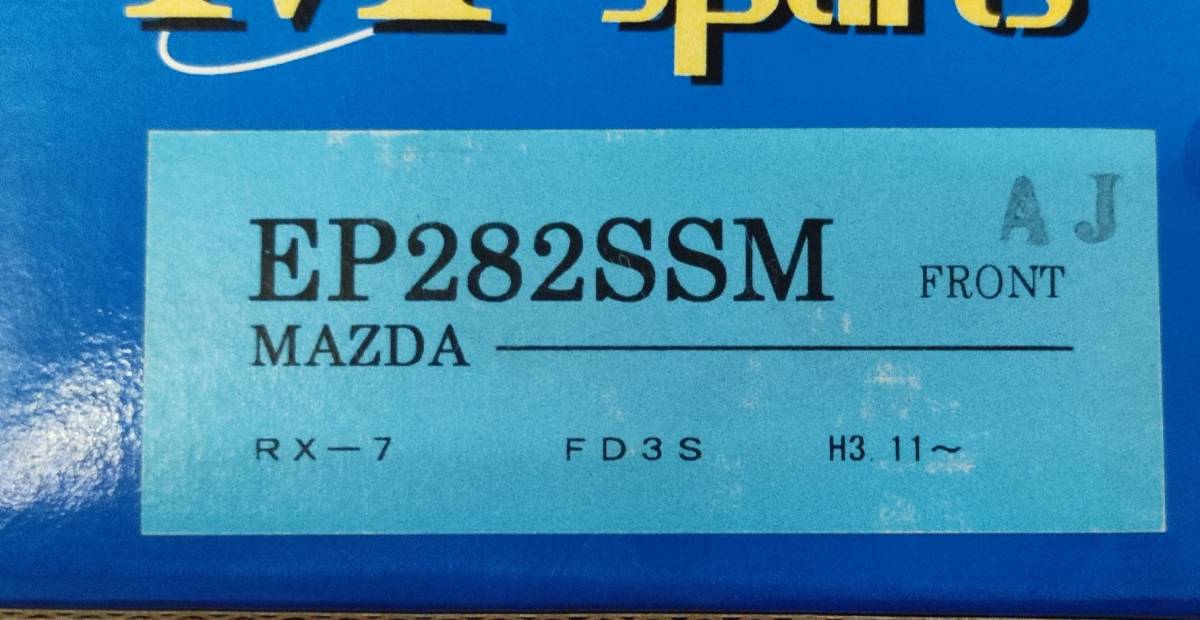 AJ
EP282SSM FRONT
MAZDA
RX-7 FD3S H3.11~